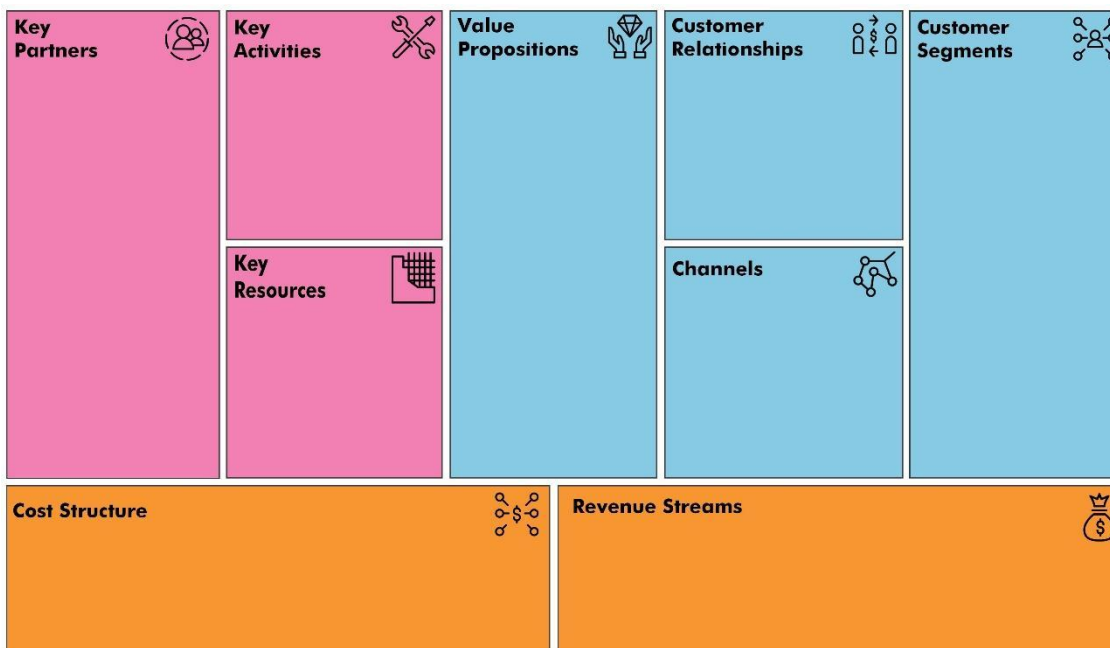 Key
Partners
Key
Activities
Value
Propositions
Customer
Relationships
$
Customer
Segments
Key
Resources
Channels
Cost Structure
$
Revenue Streams
$